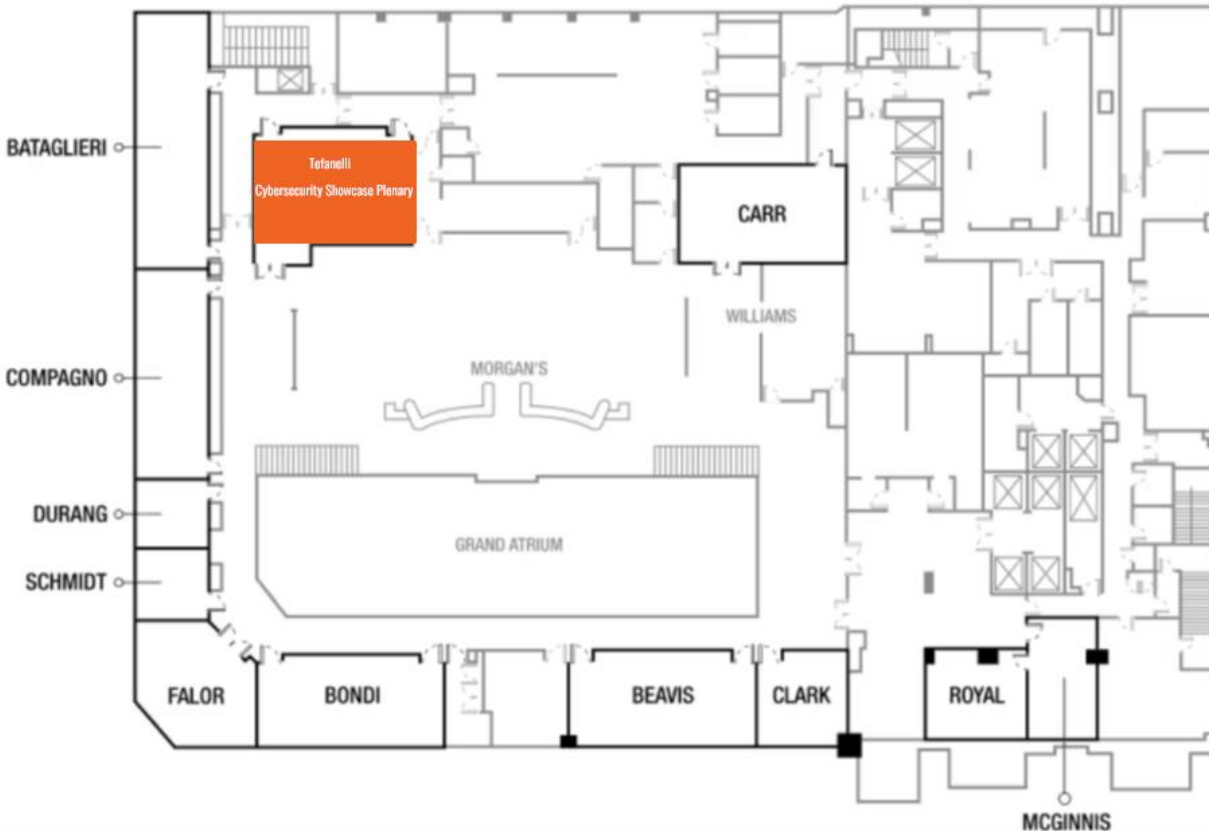 BATAGLIERI
Tefanelli
Cybersecurity Showcase Plenary
CARR
WILLIAMS
MORGAN'S
COMPAGNO
DURANG
GRAND ATRIUM
SCHMIDT
FALOR
BONDI
BEAVIS
CLARK
ROYAL
MCGINNIS